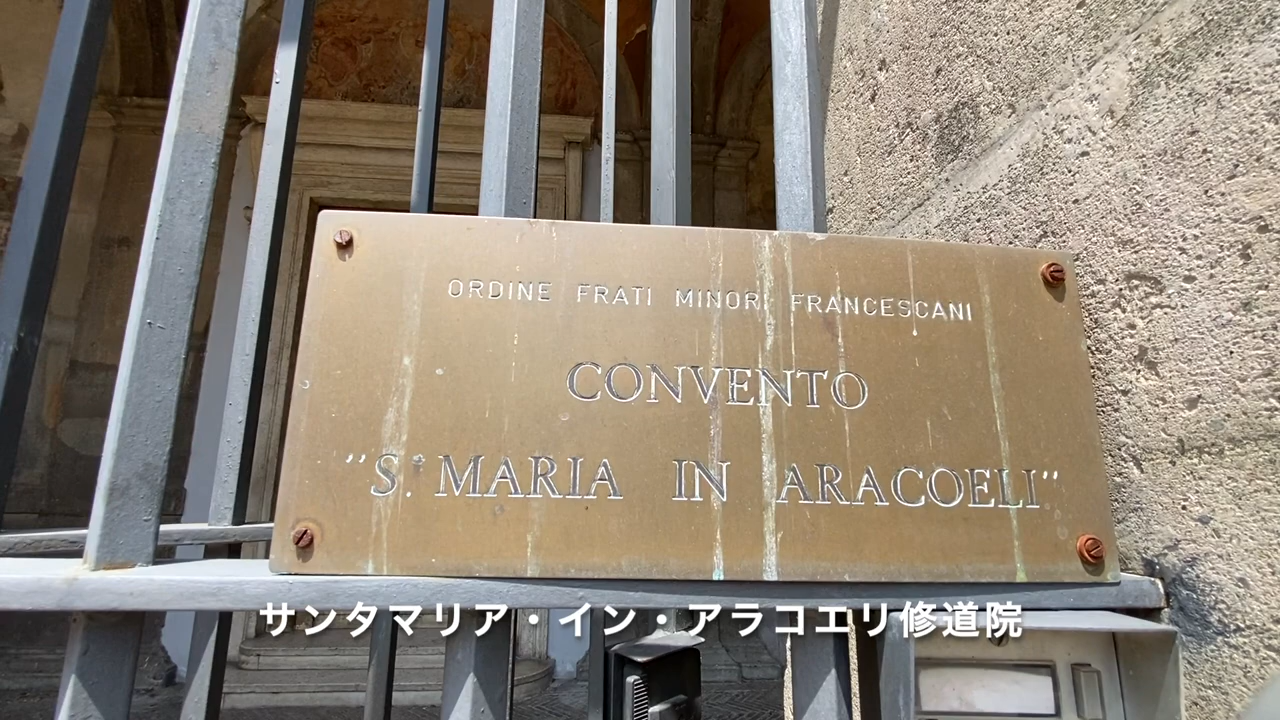 ORDINE FRATI MINORI FRANCESCANI
CONVENTO
"S.ª MARIA IN ARACOELI"
サンタマリア・イン・アラコエリ修道院